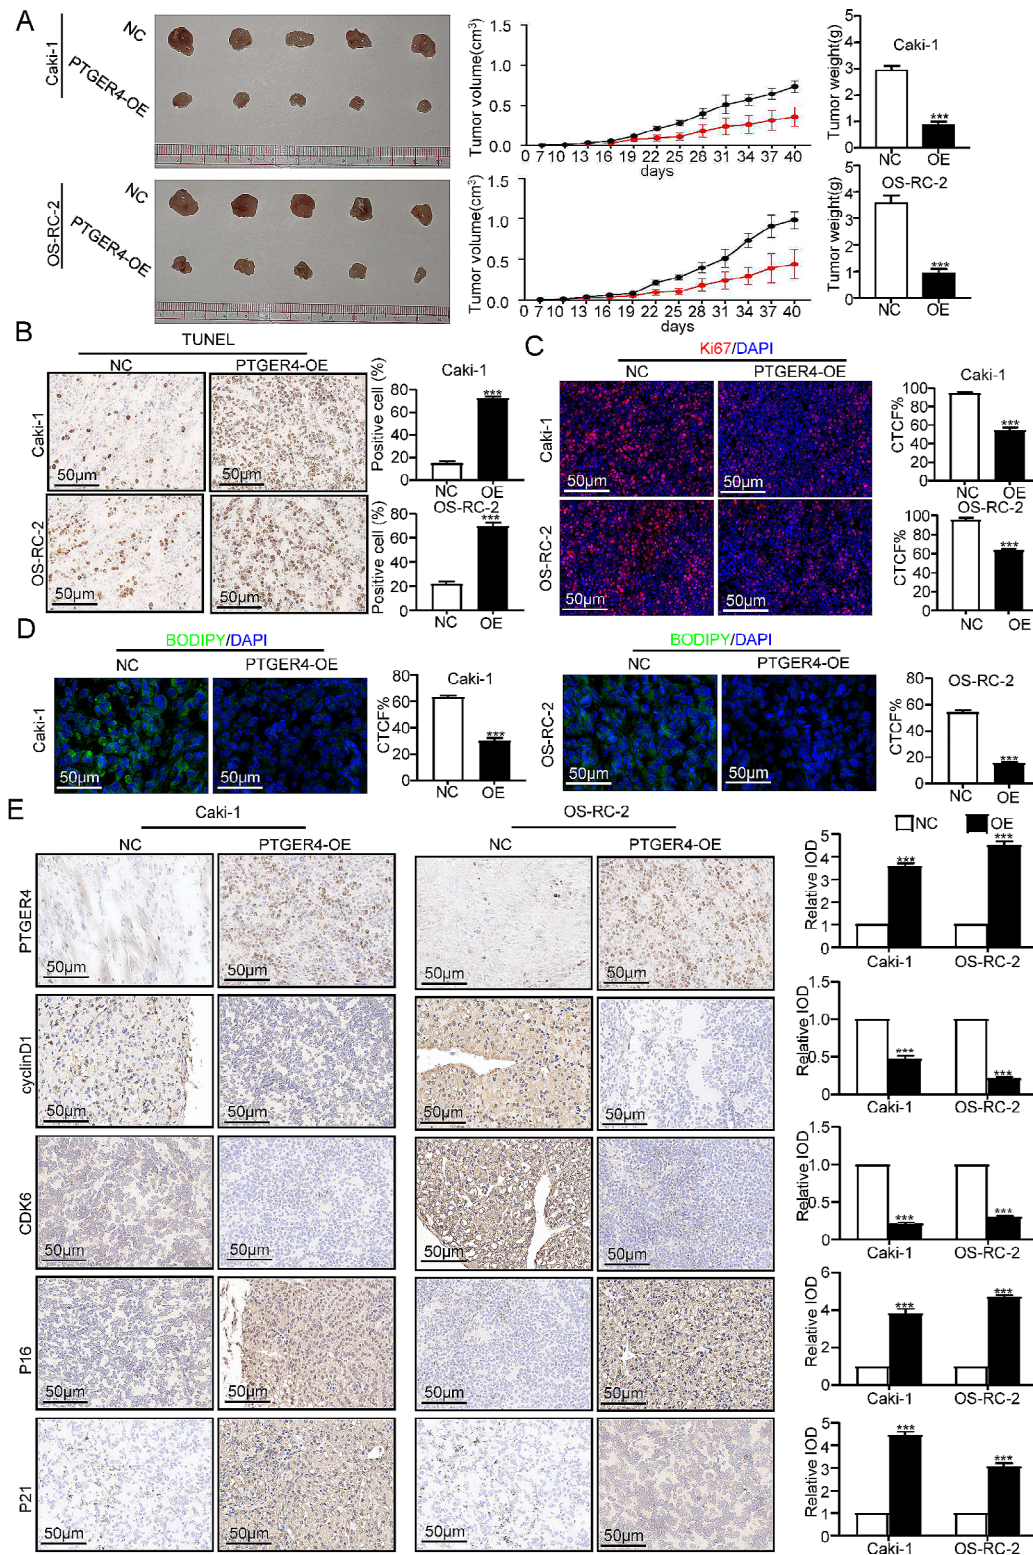 A
Caki-1
NC
PTGER4-OE
OS-RC-2
NC
PTGER4-OE
Tumor volume(cm³)
1.5
1.0
0.5
0.0
0 7 10 13 16 19 22 25 28 31 34 37 40
days
Tumor volume(cm³)
1.5
1.0
0.5
0.0
0 7 10 13 16 19 22 25 28 31 34 37 40
days
Tumor weight(g)
5
4
3
2
1
0
Caki-1
***
NC OE
Tumor weight(g)
OS-RC-2
5
4
3
2
1
0
***
NC OE
B
TUNEL
NC PTGER4-OE
Caki-1
50μm 50μm
OS-RC-2
50μm 50μm
Positive cell (%)
Caki-1
80
60
40
20
0
***
NC OE
Positive cell (%)
OS-RC-2
80
60
40
20
0
***
NC OE
C
Ki67/DAPI
NC PTGER4-OE
Caki-1
50μm 50μm
OS-RC-2
50μm 50μm
CTCF%
Caki-1
100
80
60
40
20
0
***
NC OE
CTCF%
OS-RC-2
100
80
60
40
20
0
***
NC OE
D
BODIPY/DAPI
NC PTGER4-OE
Caki-1
50μm 50μm
CTCF%
Caki-1
80
60
40
20
0
***
NC OE
BODIPY/DAPI
NC PTGER4-OE
OS-RC-2
50μm 50μm
CTCF%
OS-RC-2
80
60
40
20
0
***
NC OE
E
Caki-1 OS-RC-2
NC PTGER4-OE NC PTGER4-OE
NC OE
PTGER4
50μm 50μm 50μm 50μm
Relative IOD
5
4
3
2
1
0
*** ***
Caki-1 OS-RC-2
cyclinD1
50μm 50μm 50μm 50μm
Relative IOD
1.5
1.0
0.5
0.0
*** ***
Caki-1 OS-RC-2
CDK6
50μm 50μm 50μm 50μm
Relative IOD
1.5
1.0
0.5
0.0
*** ***
Caki-1 OS-RC-2
P16
50μm 50μm 50μm 50μm
Relative IOD
6
4
2
0
*** ***
Caki-1 OS-RC-2
P21
50μm 50μm 50μm 50μm
Relative IOD
5
4
3
2
1
0
*** ***
Caki-1 OS-RC-2